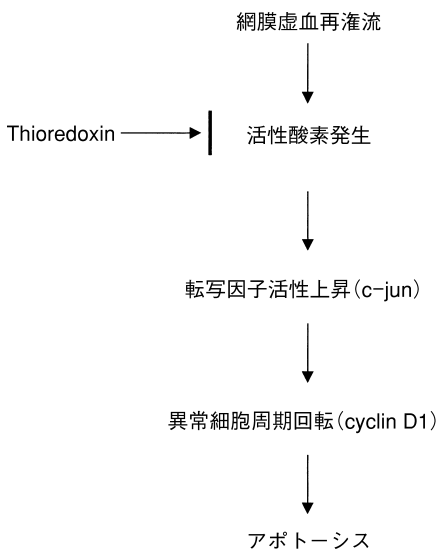 網膜虚血再灌流
Thioredoxin
活性酸素発生
転写因子活性上昇(c-jun)
異常細胞周期回転(cyclin D1)
アポトーシス